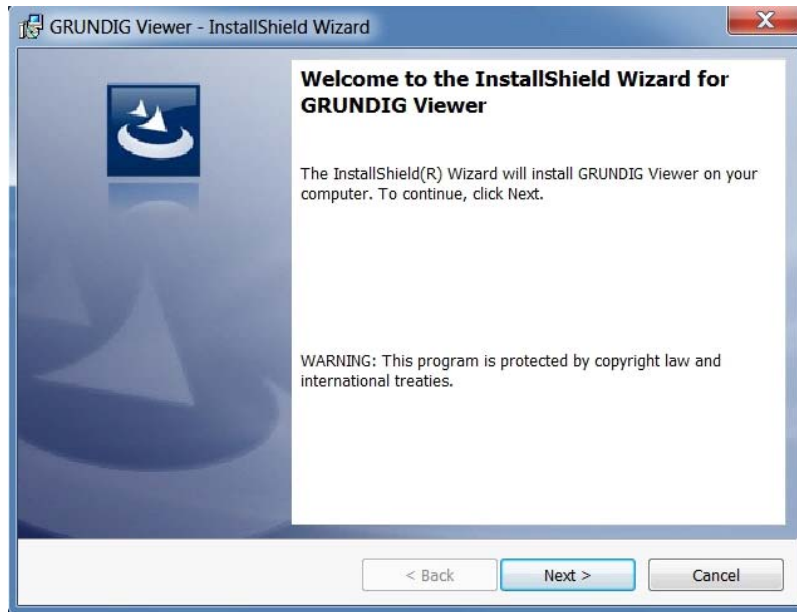 GRUNDIG Viewer - InstallShield Wizard
X
Welcome to the InstallShield Wizard for
GRUNDIG Viewer
The InstallShield(R) Wizard will install GRUNDIG Viewer on your
computer. To continue, click Next.
WARNING: This program is protected by copyright law and
international treaties.
< Back Next > Cancel